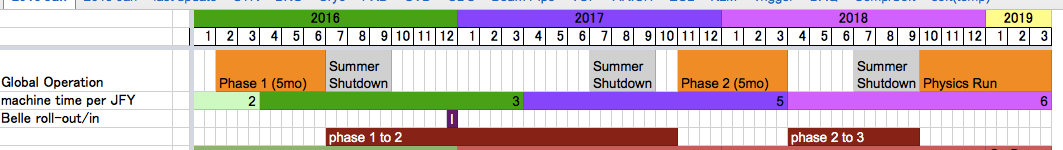 2016 2017 2018 2019
1 2 3 4 5 6 7 8 9 10 11 12 1 2 3 4 5 6 7 8 9 10 11 12 1 2 3 4 5 6 7 8 9 10 11 12 1 2 3
Global Operation Phase 1 (5mo) Summer Shutdown Summer Shutdown Phase 2 (5mo) Summer Shutdown Physics Run
machine time per JFY 2 3 5 6
Belle roll-out/in I
phase 1 to 2 phase 2 to 3